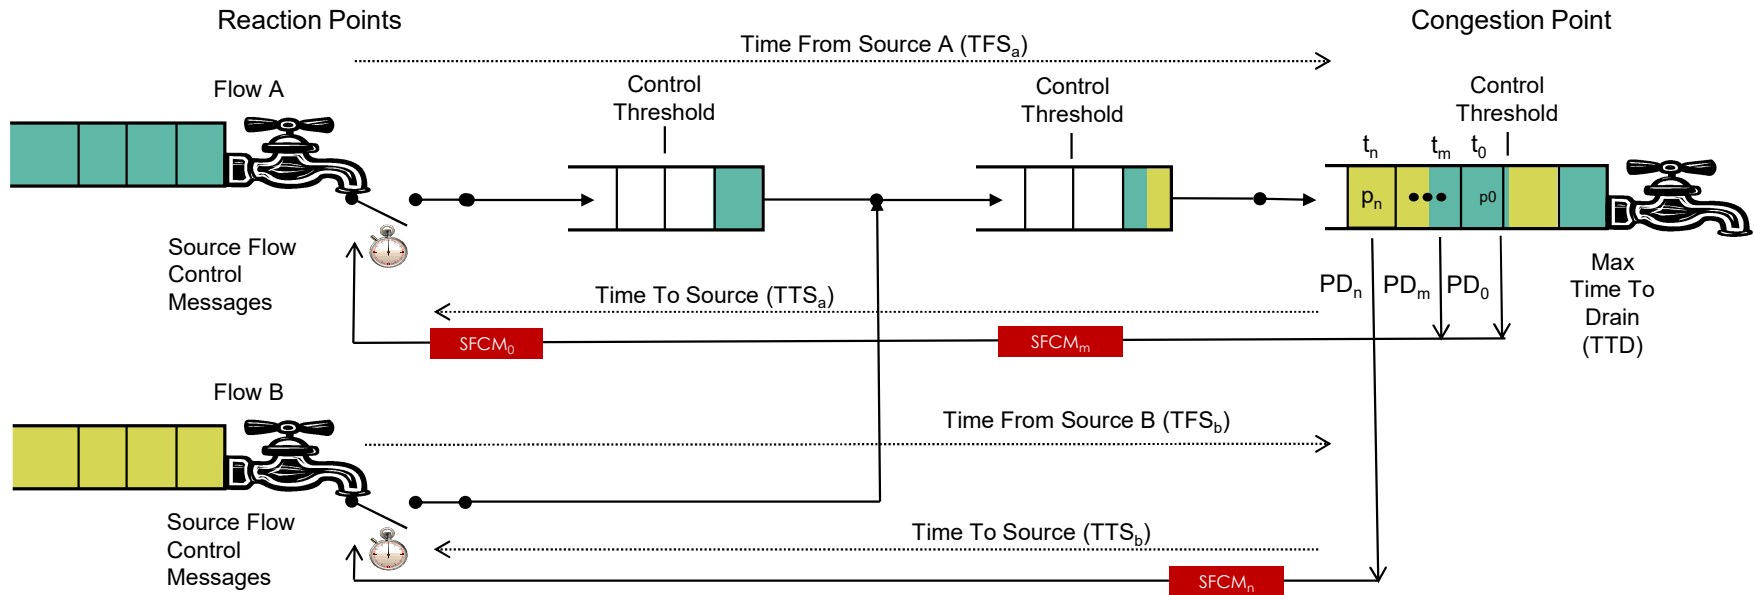 Reaction Points
Congestion Point
Time From Source A (TFSa)
Flow A
Control
Threshold
Control
Threshold
Control
Threshold
tn
tm
t0
pn
p0
Source Flow
Control
Messages
Time To Source (TTSa)
PDn
PDm
PD0
Max
Time To
Drain
(TTD)
SFCM0
SFCMm
Flow B
Time From Source B (TFSb)
Source Flow
Control
Messages
Time To Source (TTSb)
SFCMn